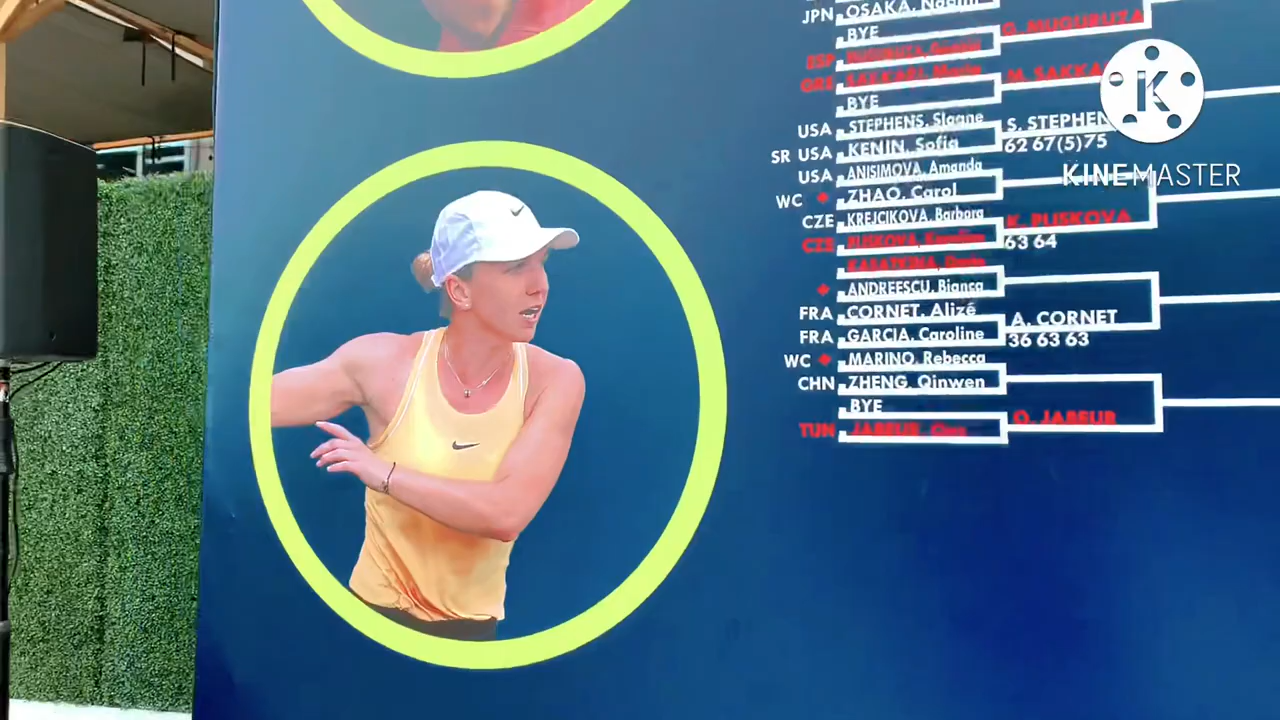 JPN OSAKA, Naomi
BYE
G. MUGURUZA
ESP MUGURUZA, Garbiñe
GRE SAKKARI, Maria
M. SAKKA
BYE
USA STEPHENS, Sloane
S. STEPHEN
SR USA KENIN, Sofia
62 67(5)75
USA ANISIMOVA, Amanda
WC ZHAO, Carol
CZE KREJCIKOVA, Barbora
K. PLISKOVA
CZE PLISKOVA, Karolina
63 64
KASATKINA, Daria
ANDREESCU, Bianca
FRA CORNET, Alizé
A. CORNET
FRA GARCIA, Caroline
36 63 63
WC MARINO, Rebecca
CHN ZHENG, Qinwen
BYE
O. JABEUR
TUN JABEUR, Ons
K
KINEMASTER